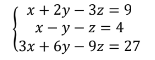 x + 2y − 3z = 9
x − y − z = 4
3x + 6y − 9z = 27